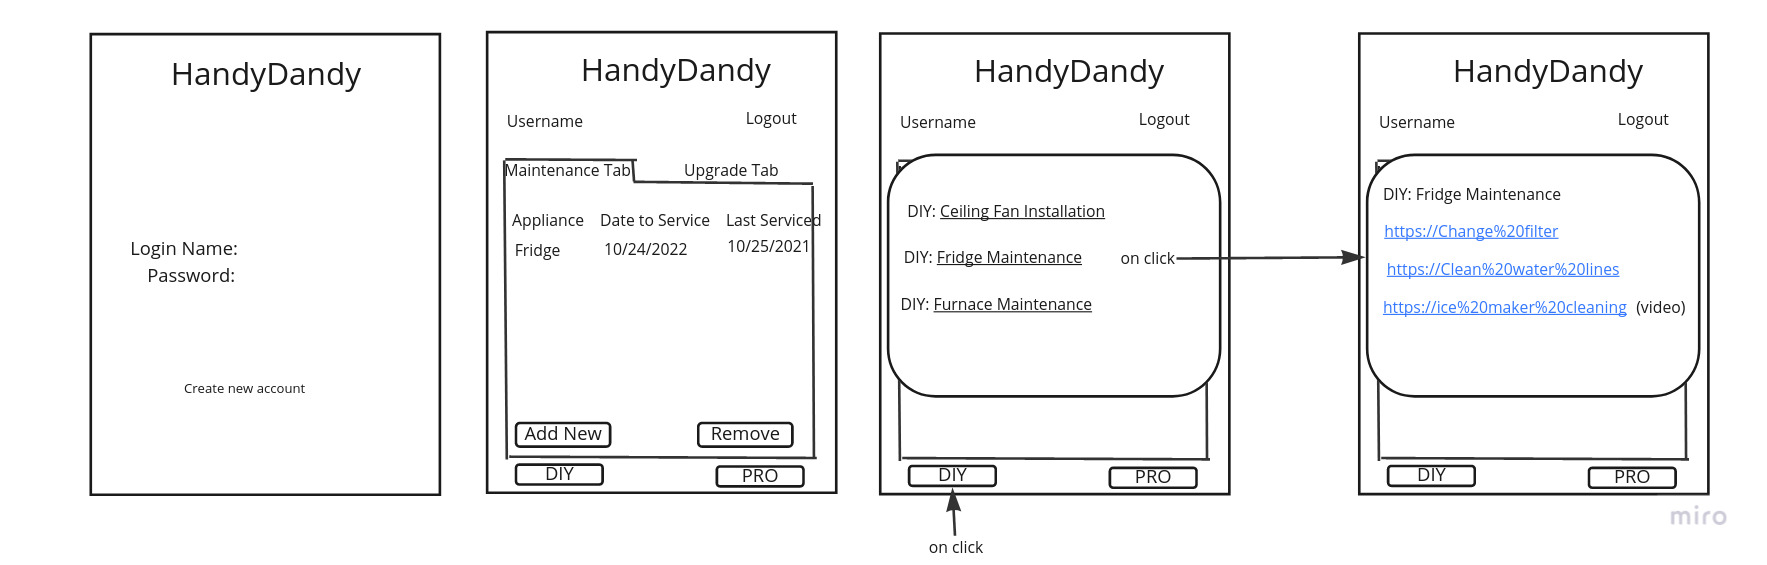 HandyDandy
Login Name:
Password:
Create new account
HandyDandy
Username
Logout
Maintenance Tab
Upgrade Tab
Appliance Date to Service Last Serviced
Fridge 10/24/2022 10/25/2021
Add New
Remove
DIY
PRO
HandyDandy
Username
Logout
DIY: Ceiling Fan Installation
DIY: Fridge Maintenance
on click
DIY: Furnace Maintenance
DIY
PRO
on click
HandyDandy
Username
Logout
DIY: Fridge Maintenance
https://Change%20filter
https://Clean%20water%20lines
https://ice%20maker%20cleaning (video)
DIY
PRO
miro